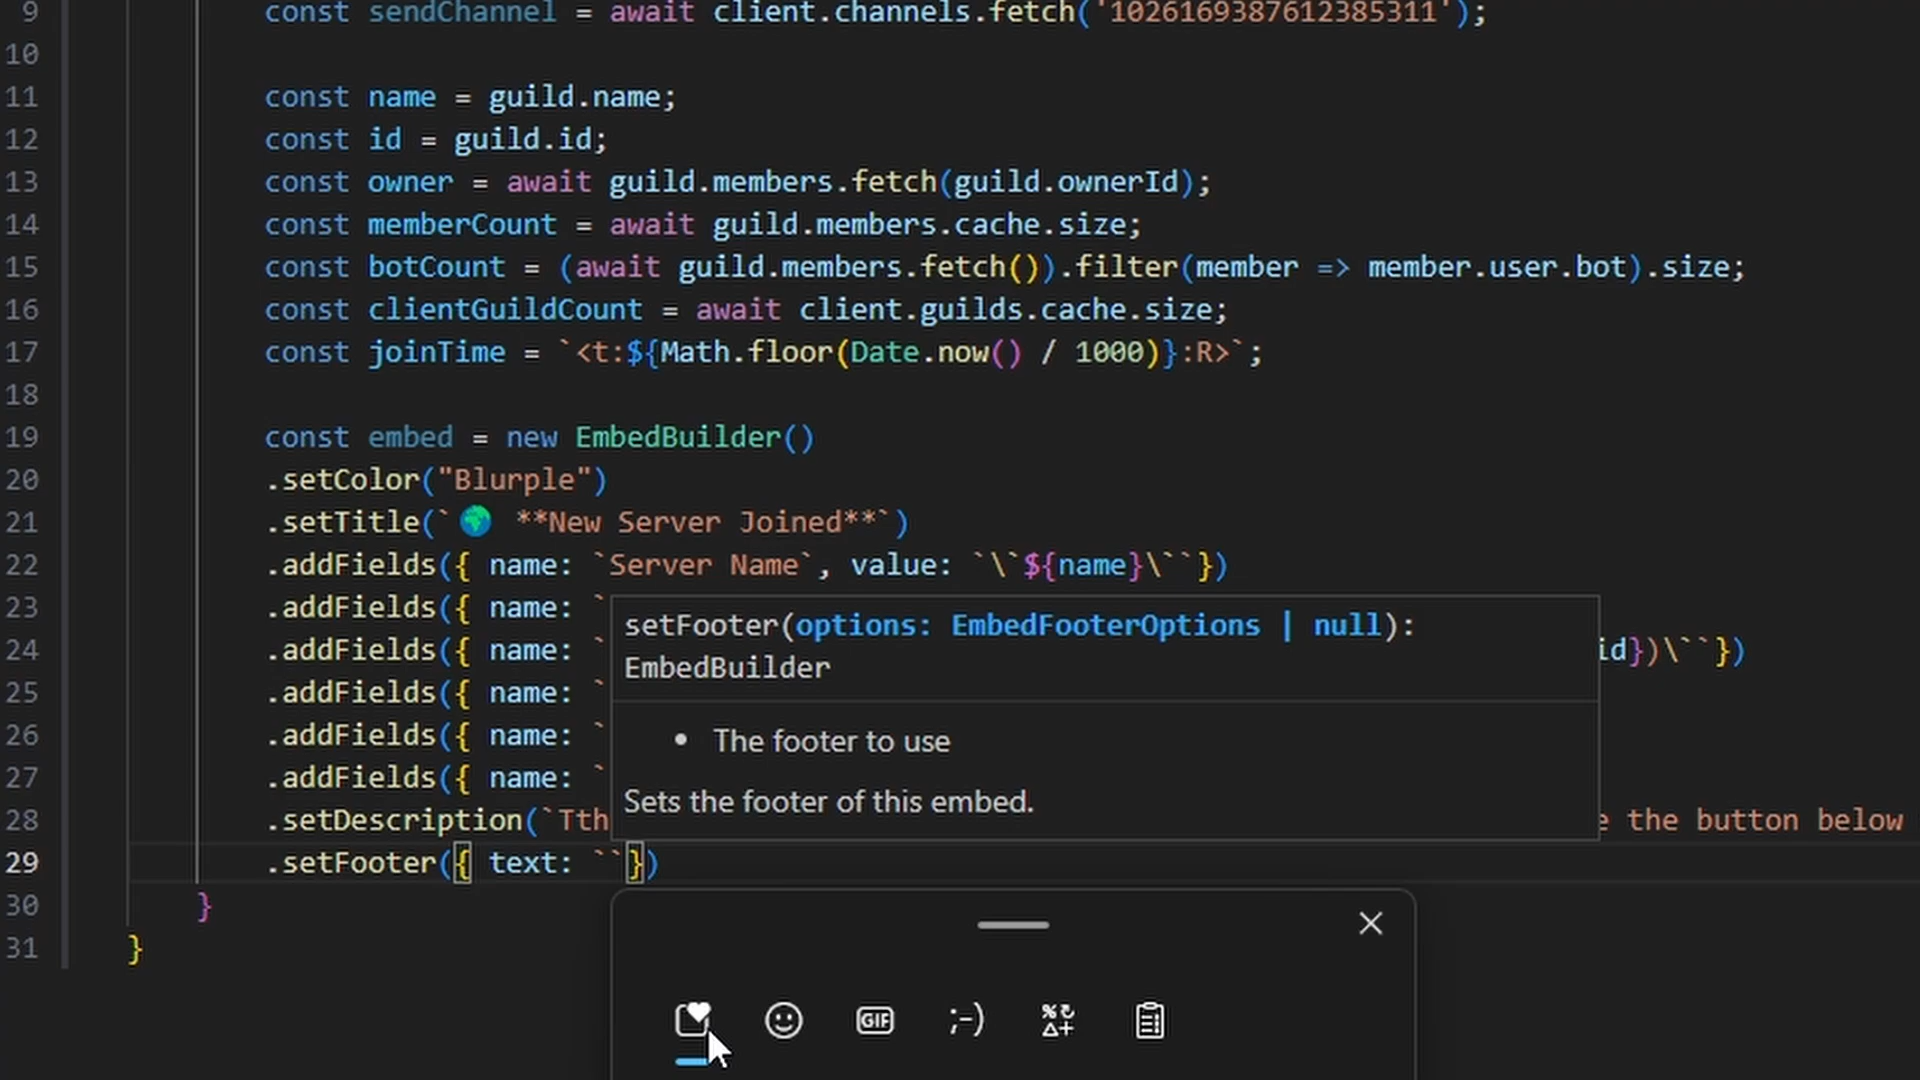 9 const sendChannel = await client.channels.fetch('1026169387612385311');
10
11 const name = guild.name;
12 const id = guild.id;
13 const owner = await guild.members.fetch(guild.ownerId);
14 const memberCount = await guild.members.cache.size;
15 const botCount = (await guild.members.fetch()).filter(member => member.user.bot).size;
16 const clientGuildCount = await client.guilds.cache.size;
17 const joinTime = `<t:${Math.floor(Date.now() / 1000)}:R>`;
18
19 const embed = new EmbedBuilder()
20 .setColor("Blurple")
21 .setTitle(`🌍 **New Server Joined**`)
22 .addFields({ name: `Server Name`, value: `\`${name}\``})
23 .addFields({ name: `
setFooter(options: EmbedFooterOptions | null):
24 .addFields({ name: ` id})\``})
EmbedBuilder
25 .addFields({ name: `
26 .addFields({ name: `
• The footer to use
27 .addFields({ name: `
Sets the footer of this embed.
28 .setDescription(`Tth e the button below
29 .setFooter({ text: ``})
30 }
31 }
GIF
;-)